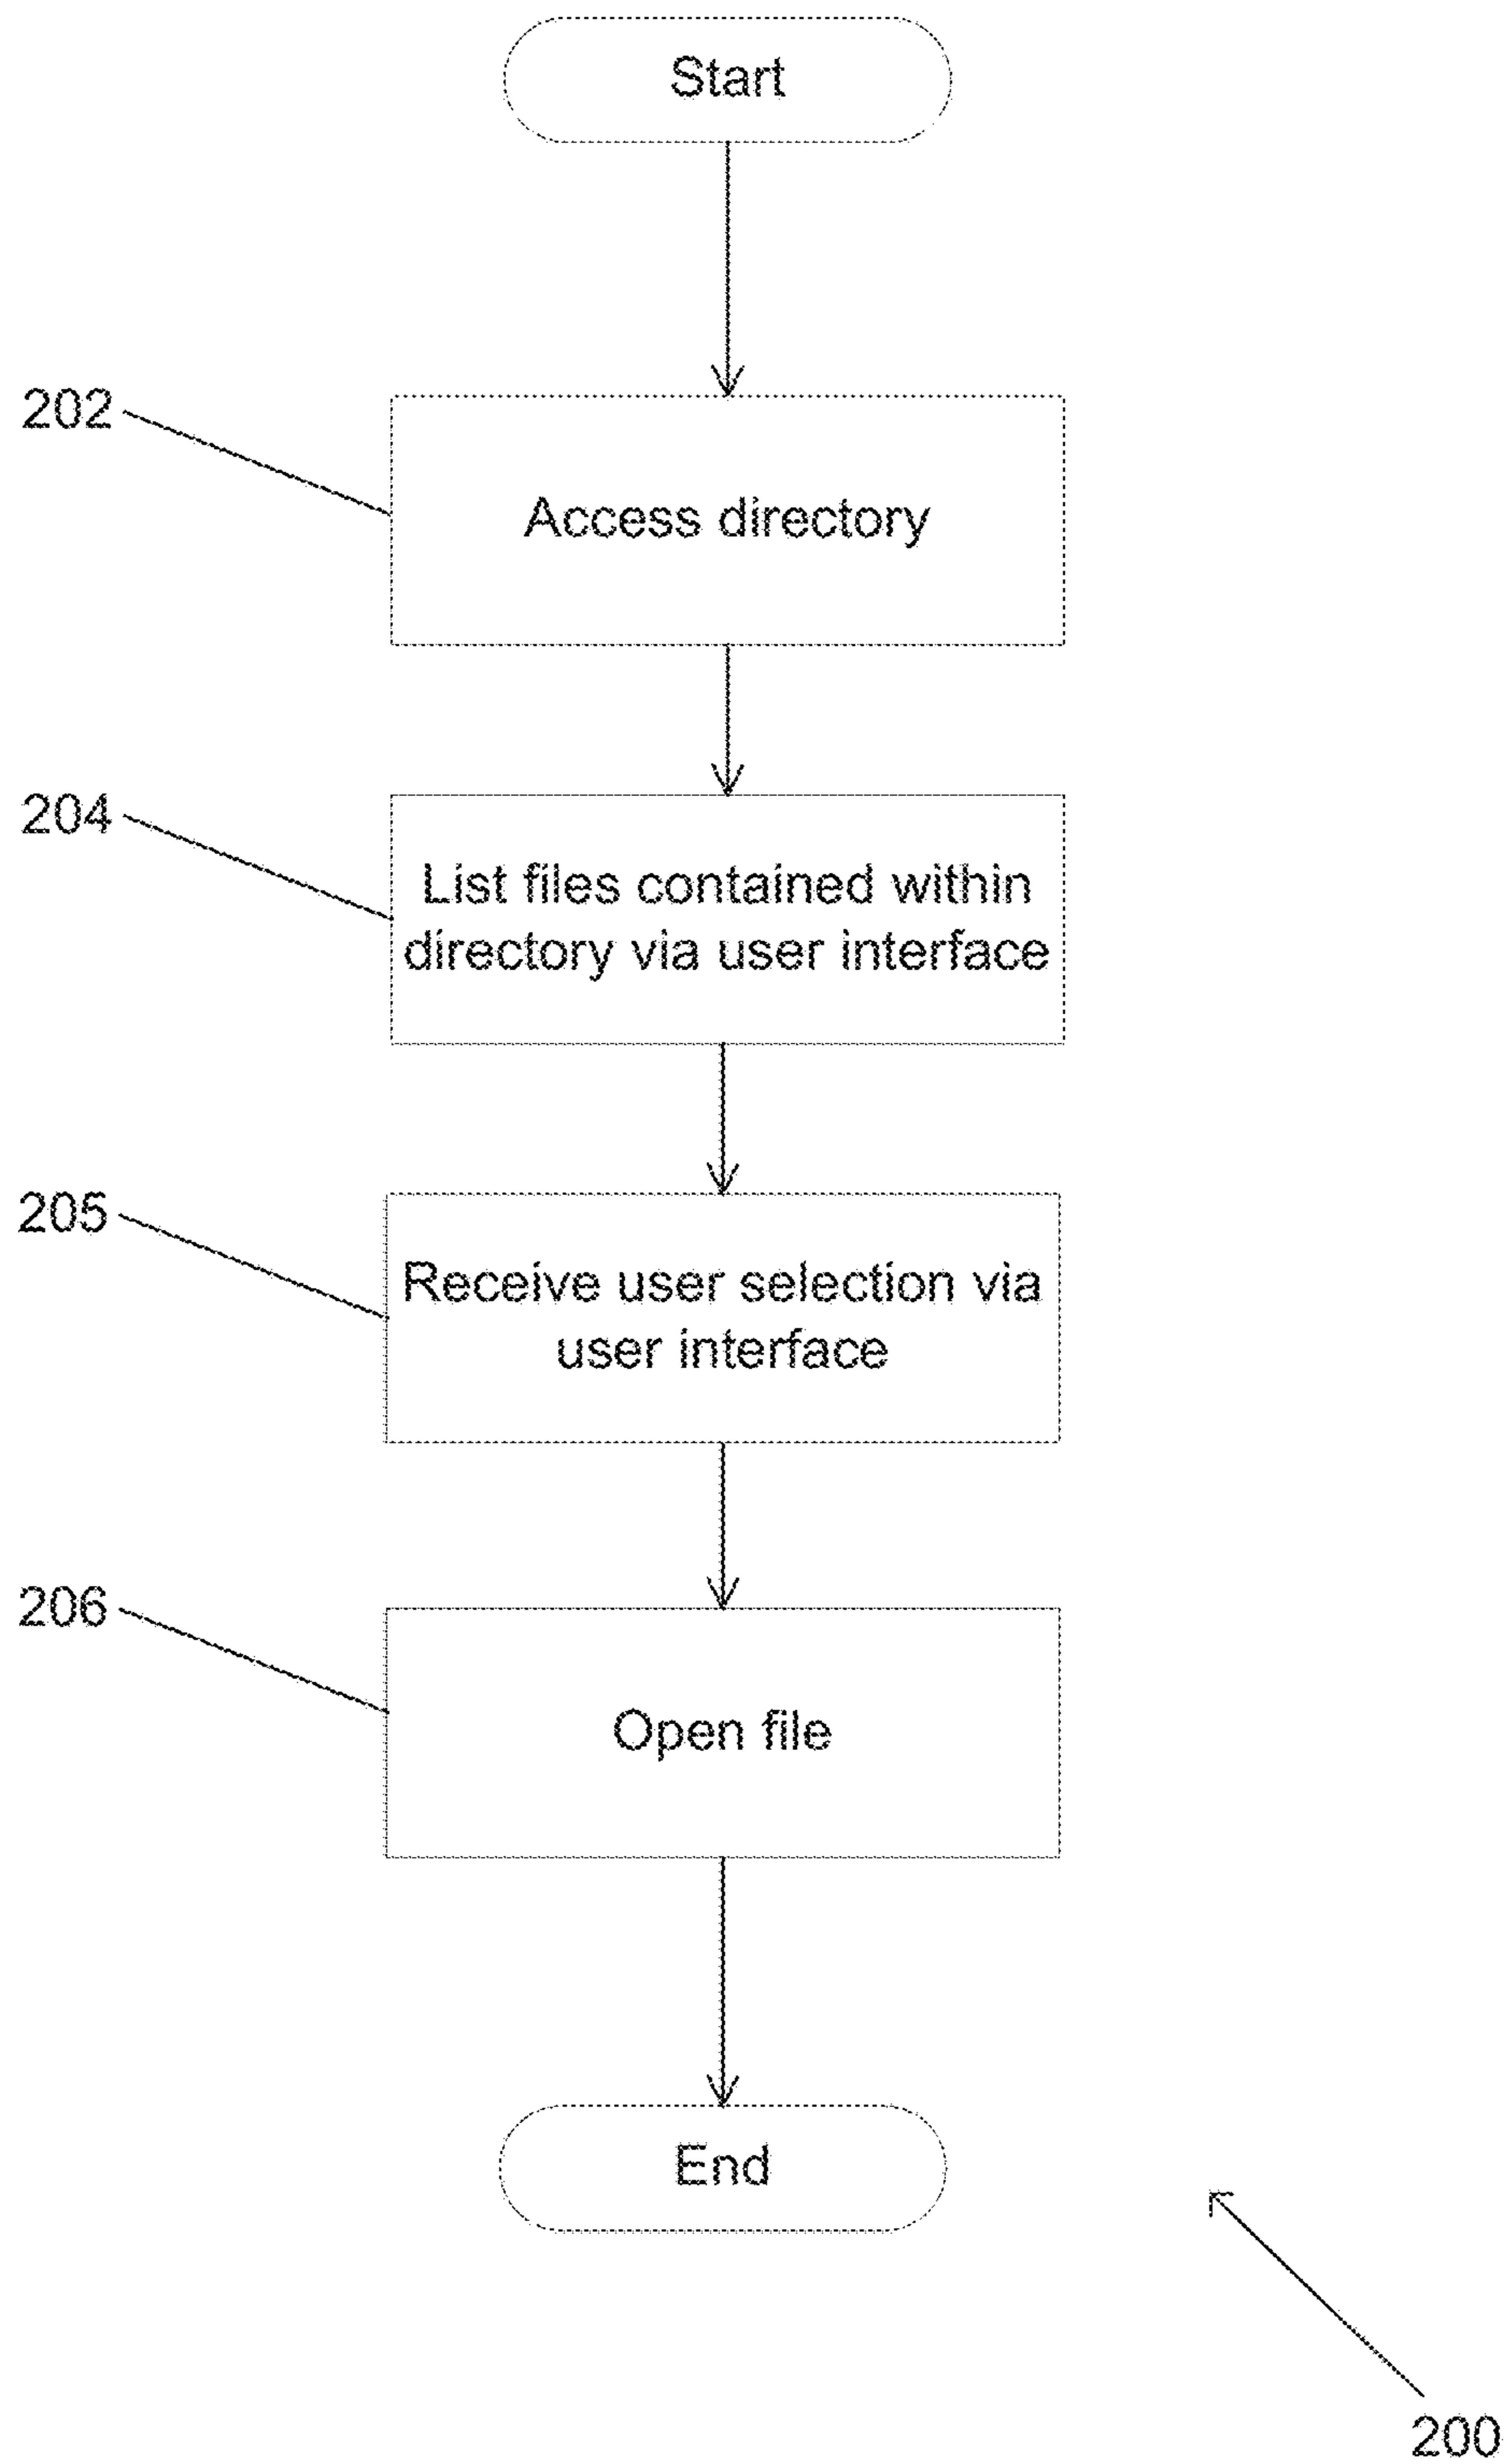 Start
202
Access directory
204
List files contained within
directory via user interface
205
Receive user selection via
user interface
206
Open file
End
200